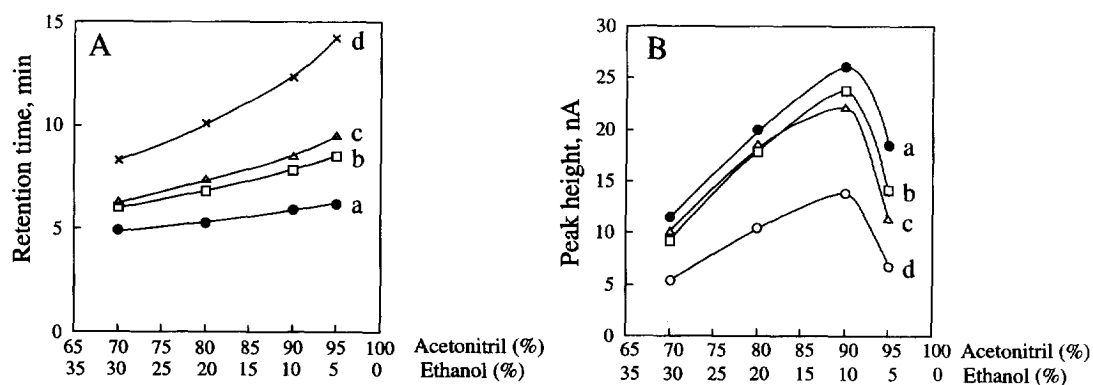 A
Retention time, min
15
10
5
0
d
c
b
a
65 70 75 80 85 90 95 100 Acetonitril (%)
35 30 25 20 15 10 5 0 Ethanol (%)
B
Peak height, nA
30
25
20
15
10
5
0
a
b
c
d
65 70 75 80 85 90 95 100 Acetonitril (%)
35 30 25 20 15 10 5 0 Ethanol (%)